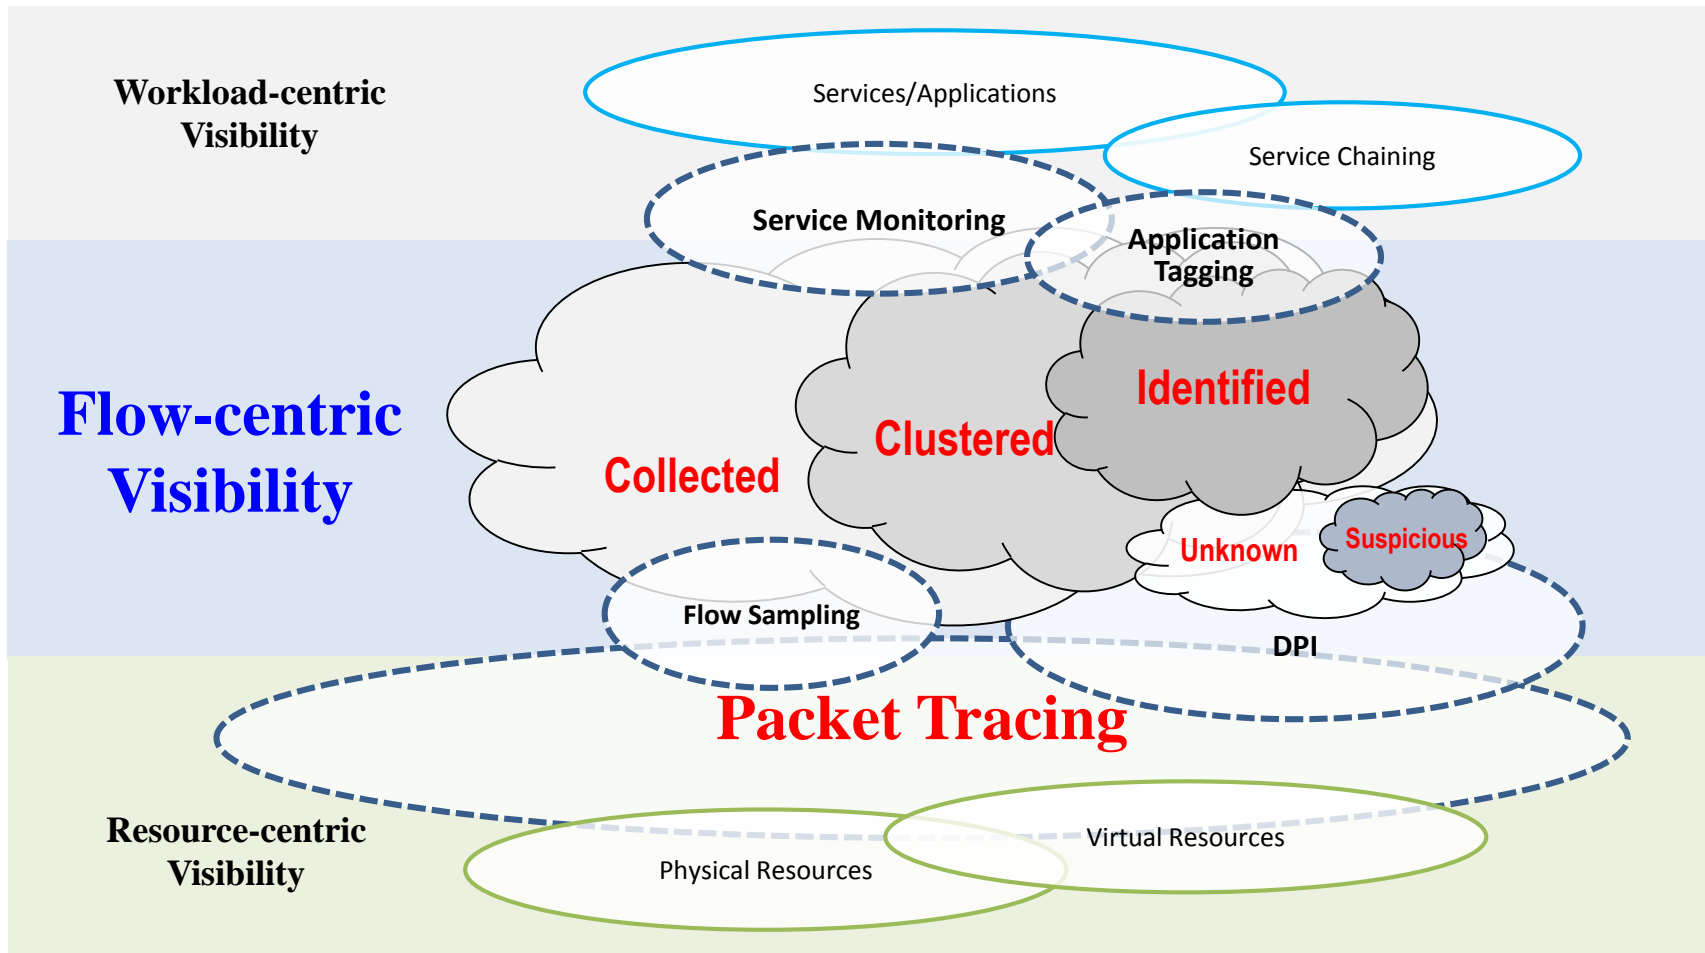 Workload-centric
Visibility
Services/Applications
Service Chaining
Service Monitoring
Application
Tagging
Flow-centric
Visibility
Identified
Clustered
Collected
Unknown
Suspicious
Flow Sampling
DPI
Packet Tracing
Resource-centric
Visibility
Virtual Resources
Physical Resources